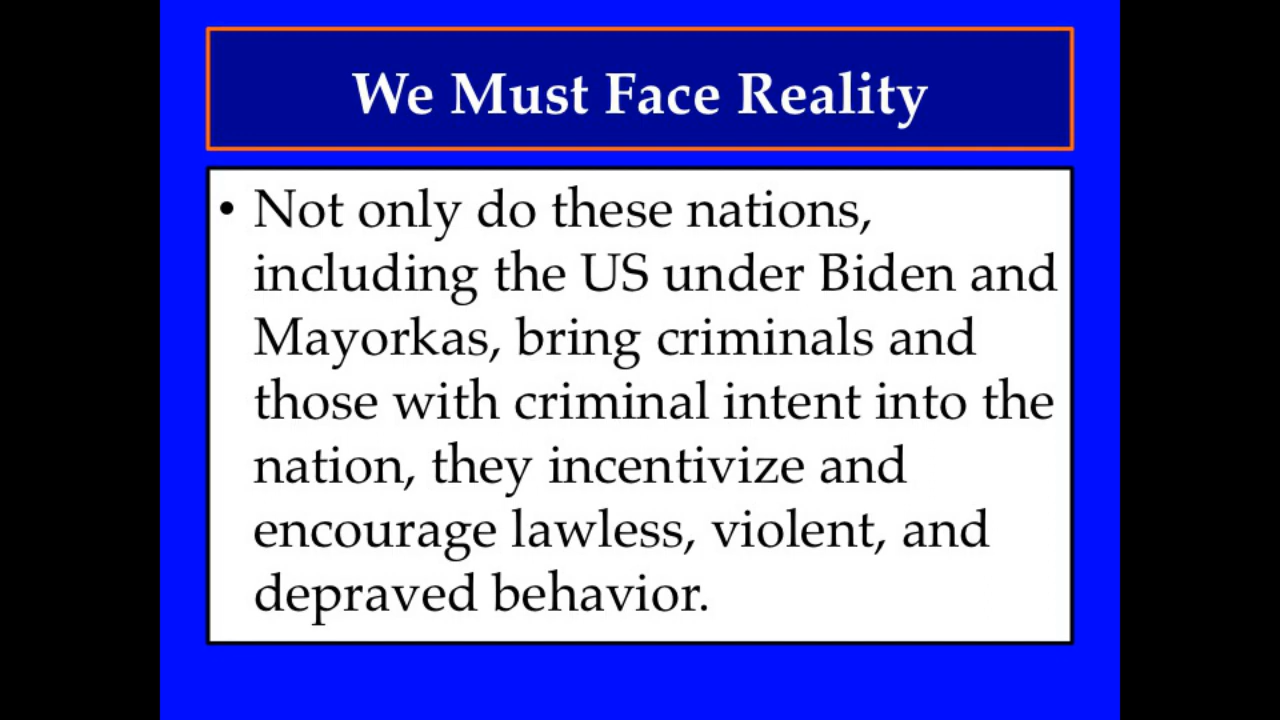 We Must Face Reality
• Not only do these nations,
including the US under Biden and
Mayorkas, bring criminals and
those with criminal intent into the
nation, they incentivize and
encourage lawless, violent, and
depraved behavior.